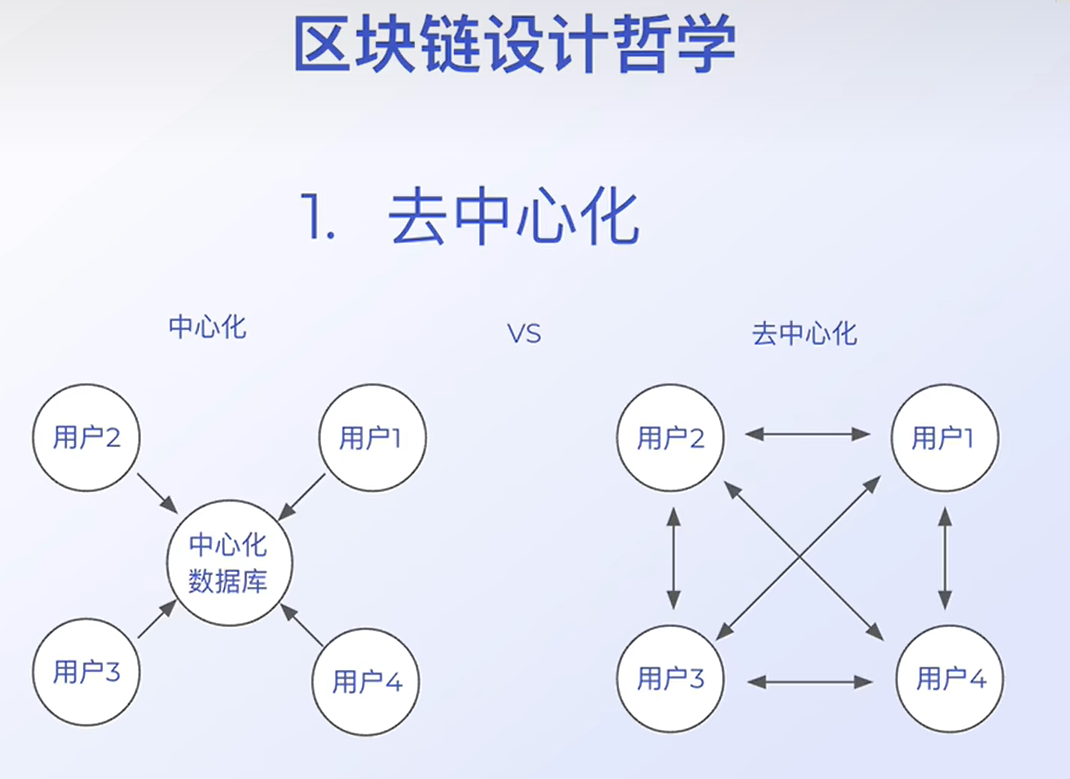 区块链设计哲学
1. 去中心化
中心化
VS
去中心化
用户2
用户1
中心化
数据库
用户3
用户4
用户2
用户1
用户3
用户4